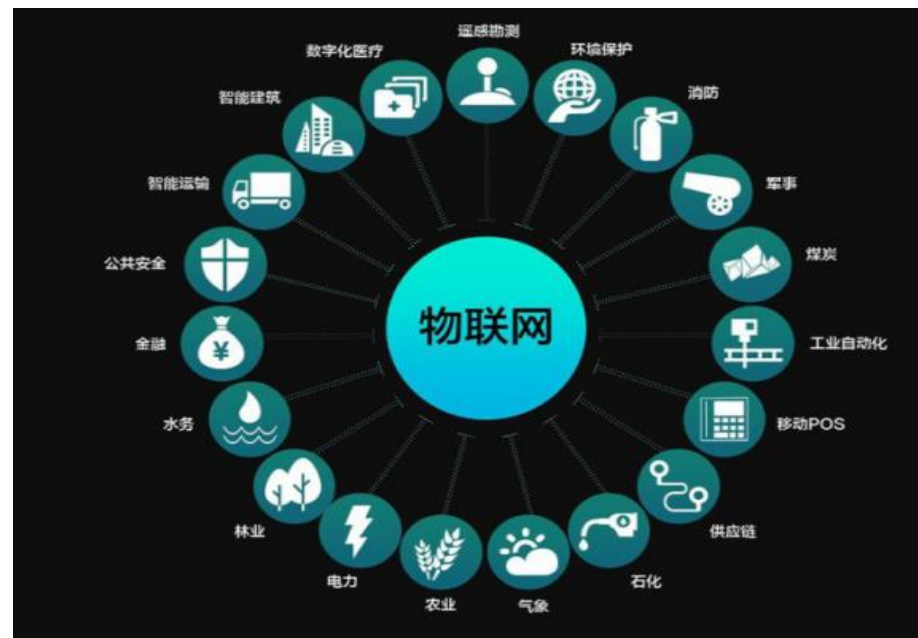 遥感勘测
环境保护
消防
军事
煤炭
工业自动化
移动POS
供应链
石化
气象
农业
电力
林业
水务
金融
公共安全
智能运输
智能建筑
数字化医疗
物联网